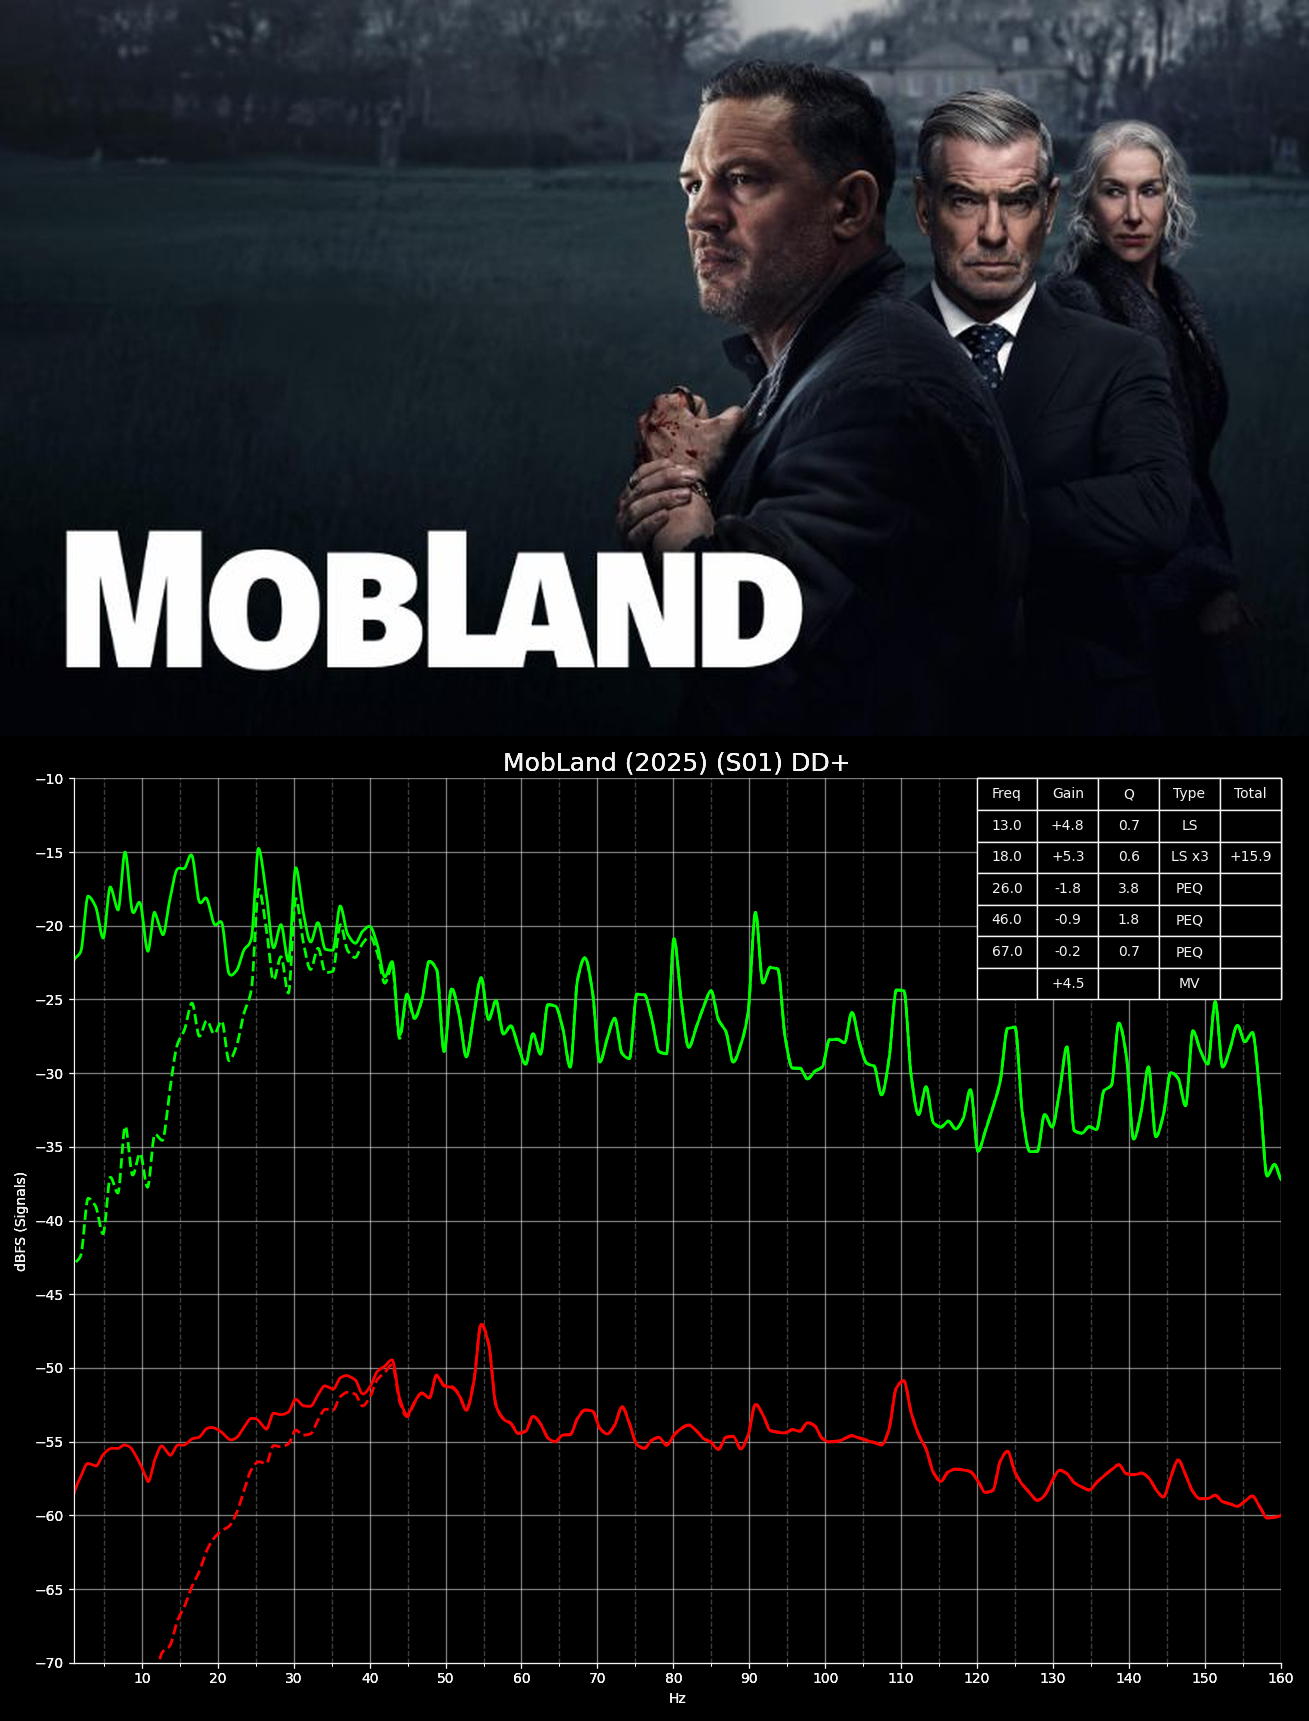 MOBLAND
MobLand (2025) (S01) DD+
Freq Gain Q Type Total
13.0 +4.8 0.7 LS
18.0 +5.3 0.6 LS x3 +15.9
26.0 -1.8 3.8 PEQ
46.0 -0.9 1.8 PEQ
67.0 -0.2 0.7 PEQ
+4.5 MV
−10
−15
−20
−25
−30
−35
−40
−45
−50
−55
−60
−65
−70
dBFS (Signals)
10 20 30 40 50 60 70 80 90 100 110 120 130 140 150 160
Hz